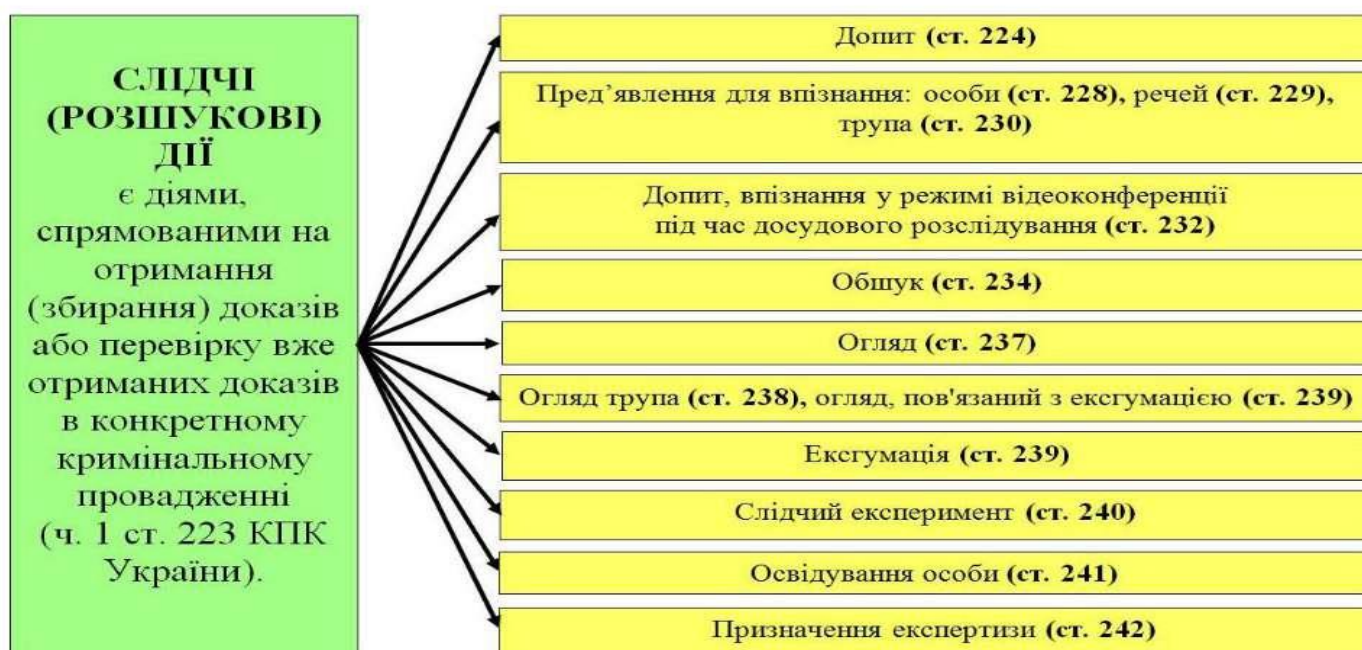 СЛІДЧІ
(РОЗШУКОВІ)
ДІЇ
є діями,
спрямованими на
отримання
(збирання) доказів
або перевірку вже
отриманих доказів
в конкретному
кримінальному
провадженні
(ч. 1 ст. 223 КПК
України).
Допит (ст. 224)
Пред’явлення для впізнання: особи (ст. 228), речей (ст. 229),
трупа (ст. 230)
Допит, впізнання у режимі відеоконференції
під час досудового розслідування (ст. 232)
Обшук (ст. 234)
Огляд (ст. 237)
Огляд трупа (ст. 238), огляд, пов'язаний з ексгумацією (ст. 239)
Ексгумація (ст. 239)
Слідчий експеримент (ст. 240)
Освідування особи (ст. 241)
Призначення експертизи (ст. 242)